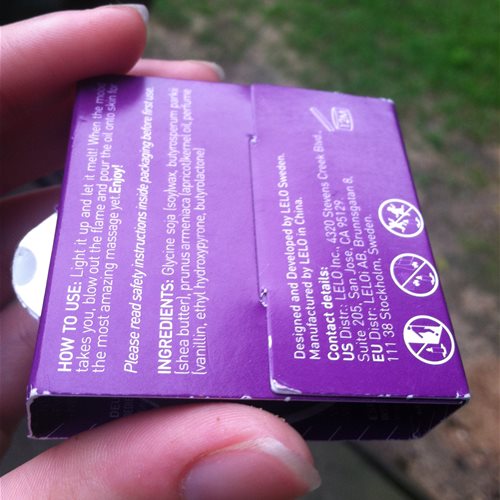 HOW TO USE: Light it up and let it melt! When the mood
takes you, blow out the flame and pour the oil onto skin for
the most amazing massage yet. Enjoy!
Please read safety instructions inside packaging before first use.
INGREDIENTS: Glycine soja (soy)wax, butyrosperum parkii
(shea butter), prunus armeniaca (apricot)kernel oil, perfume
(vanillin, ethyl hydroxypyrone, butyrolactone)
Designed and Developed by LELO Sweden.
Manufactured by LELO in China.
Contact details:
US Distr: LELO Inc., 4320 Stevens Creek Blvd.
Suite 205, San Jose, CA 95129.
EU Distr: LELOi AB, Brunnsgatan 8,
111 38 Stockholm, Sweden.
12M